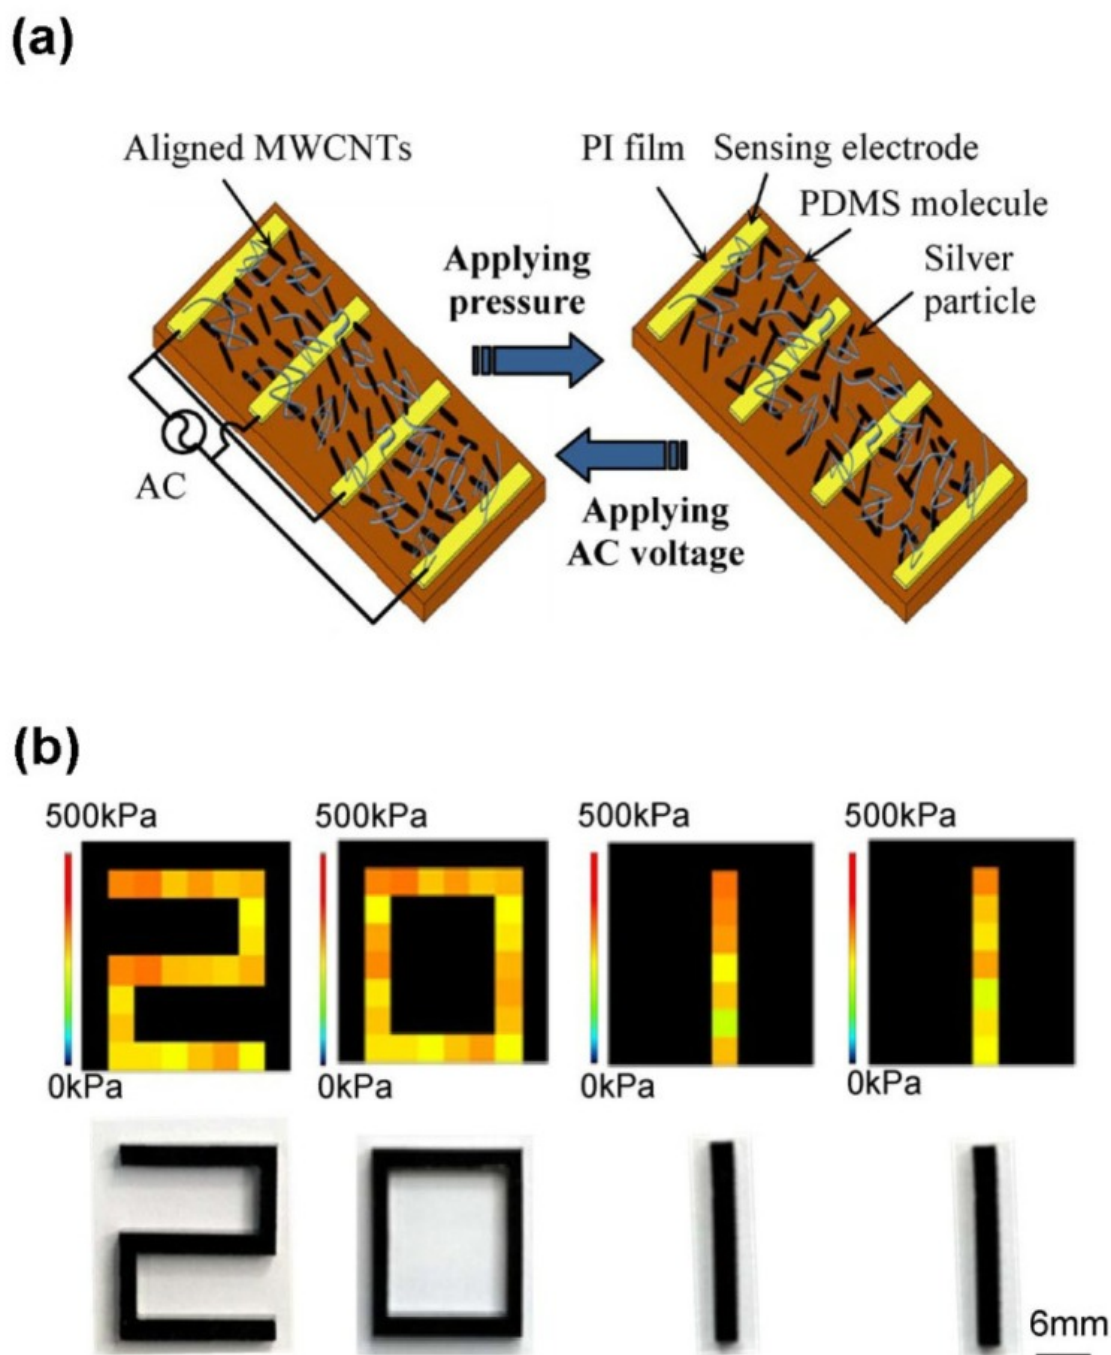 (a)
Aligned MWCNTs
PI film
Sensing electrode
PDMS molecule
Silver
particle
Applying
pressure
Applying
AC voltage
AC
(b)
500kPa
500kPa
500kPa
500kPa
0kPa
0kPa
0kPa
0kPa
6mm